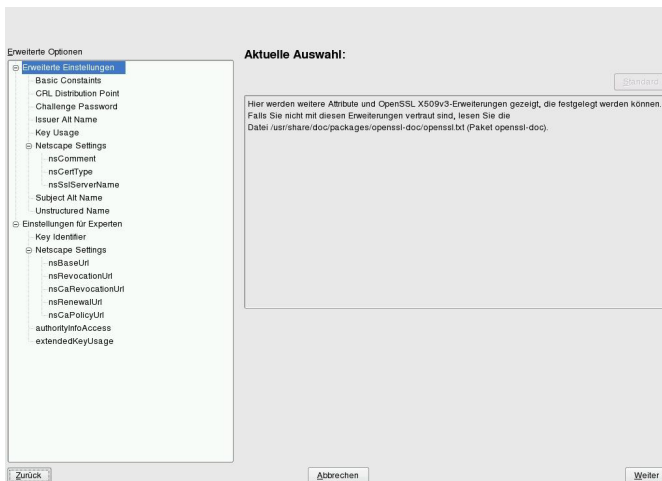 Erweiterte Optionen
Erweiterte Einstellungen
Basic Constaints
CRL Distribution Point
Challenge Password
Issuer Alt Name
Key Usage
Netscape Settings
nsComment
nsCertType
nsSslServerName
Subject Alt Name
Unstructured Name
Einstellungen für Experten
Key Identifier
Netscape Settings
nsBaseUrl
nsRevocationUrl
nsCaRevocationUrl
nsRenewalUrl
nsCaPolicyUrl
authorityInfoAccess
extendedKeyUsage
Aktuelle Auswahl:
Standard
Hier werden weitere Attribute und OpenSSL X509v3-Erweiterungen gezeigt, die festgelegt werden können.
Falls Sie nicht mit diesen Erweiterungen vertraut sind, lesen Sie die
Datei /usr/share/doc/packages/openssl-doc/openssl.txt (Paket openssl-doc).
Zurück
Abbrechen
Weiter